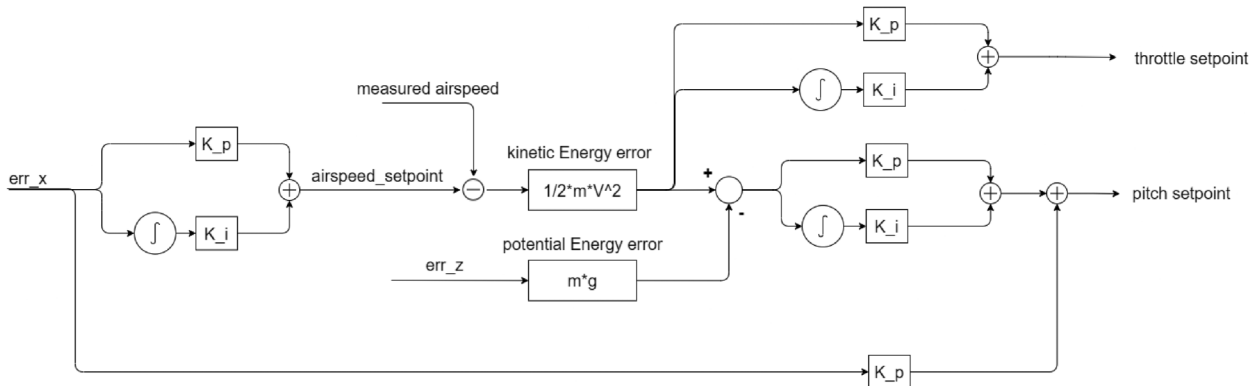 K_p
throttle setpoint
measured airspeed
∫
K_i
K_p
kinetic Energy error
K_p
err_x
airspeed_setpoint
−
1/2*m*V^2
+
-
pitch setpoint
∫
K_i
∫
K_i
potential Energy error
err_z
m*g
K_p